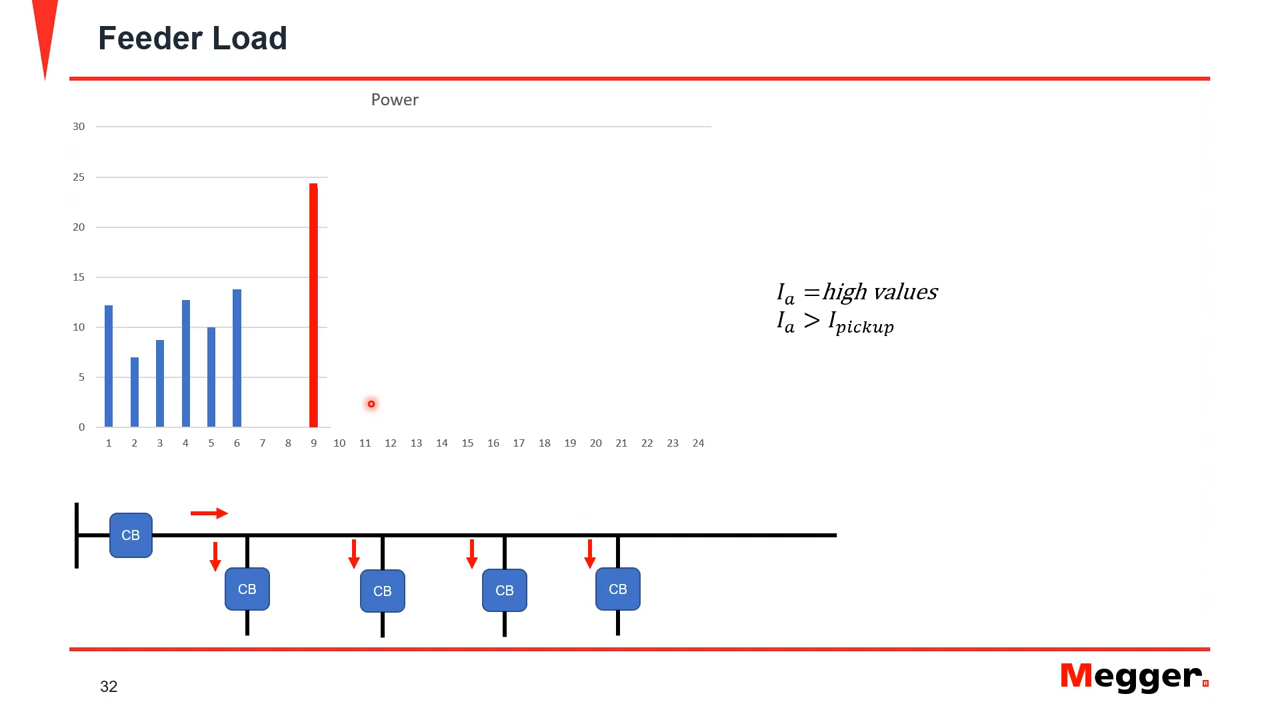 Feeder Load
Power
30
25
20
15
10
5
0
1 2 3 4 5 6 7 8 9 10 11 12 13 14 15 16 17 18 19 20 21 22 23 24
Iₐ =high values
Iₐ > I_pickup
CB
CB CB CB CB
32
Megger®